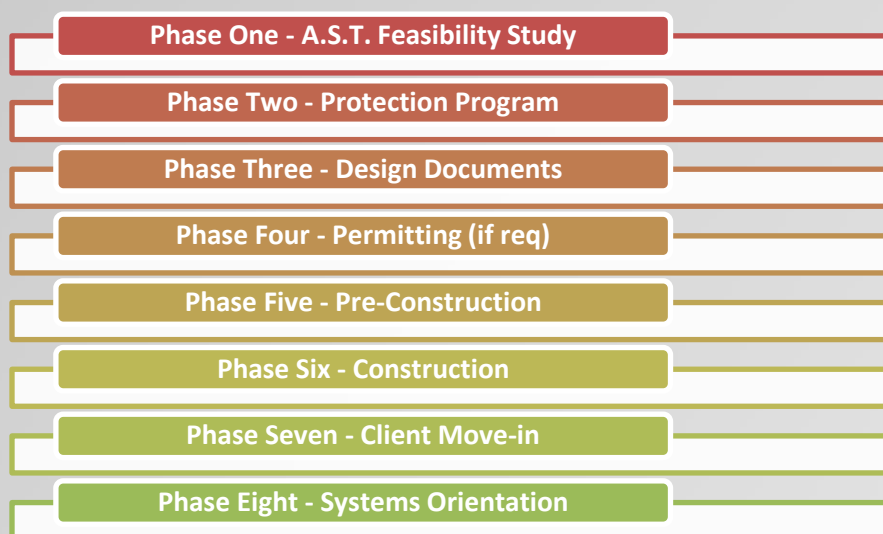 Phase One - A.S.T. Feasibility Study
Phase Two - Protection Program
Phase Three - Design Documents
Phase Four - Permitting (if req)
Phase Five - Pre-Construction
Phase Six - Construction
Phase Seven - Client Move-in
Phase Eight - Systems Orientation